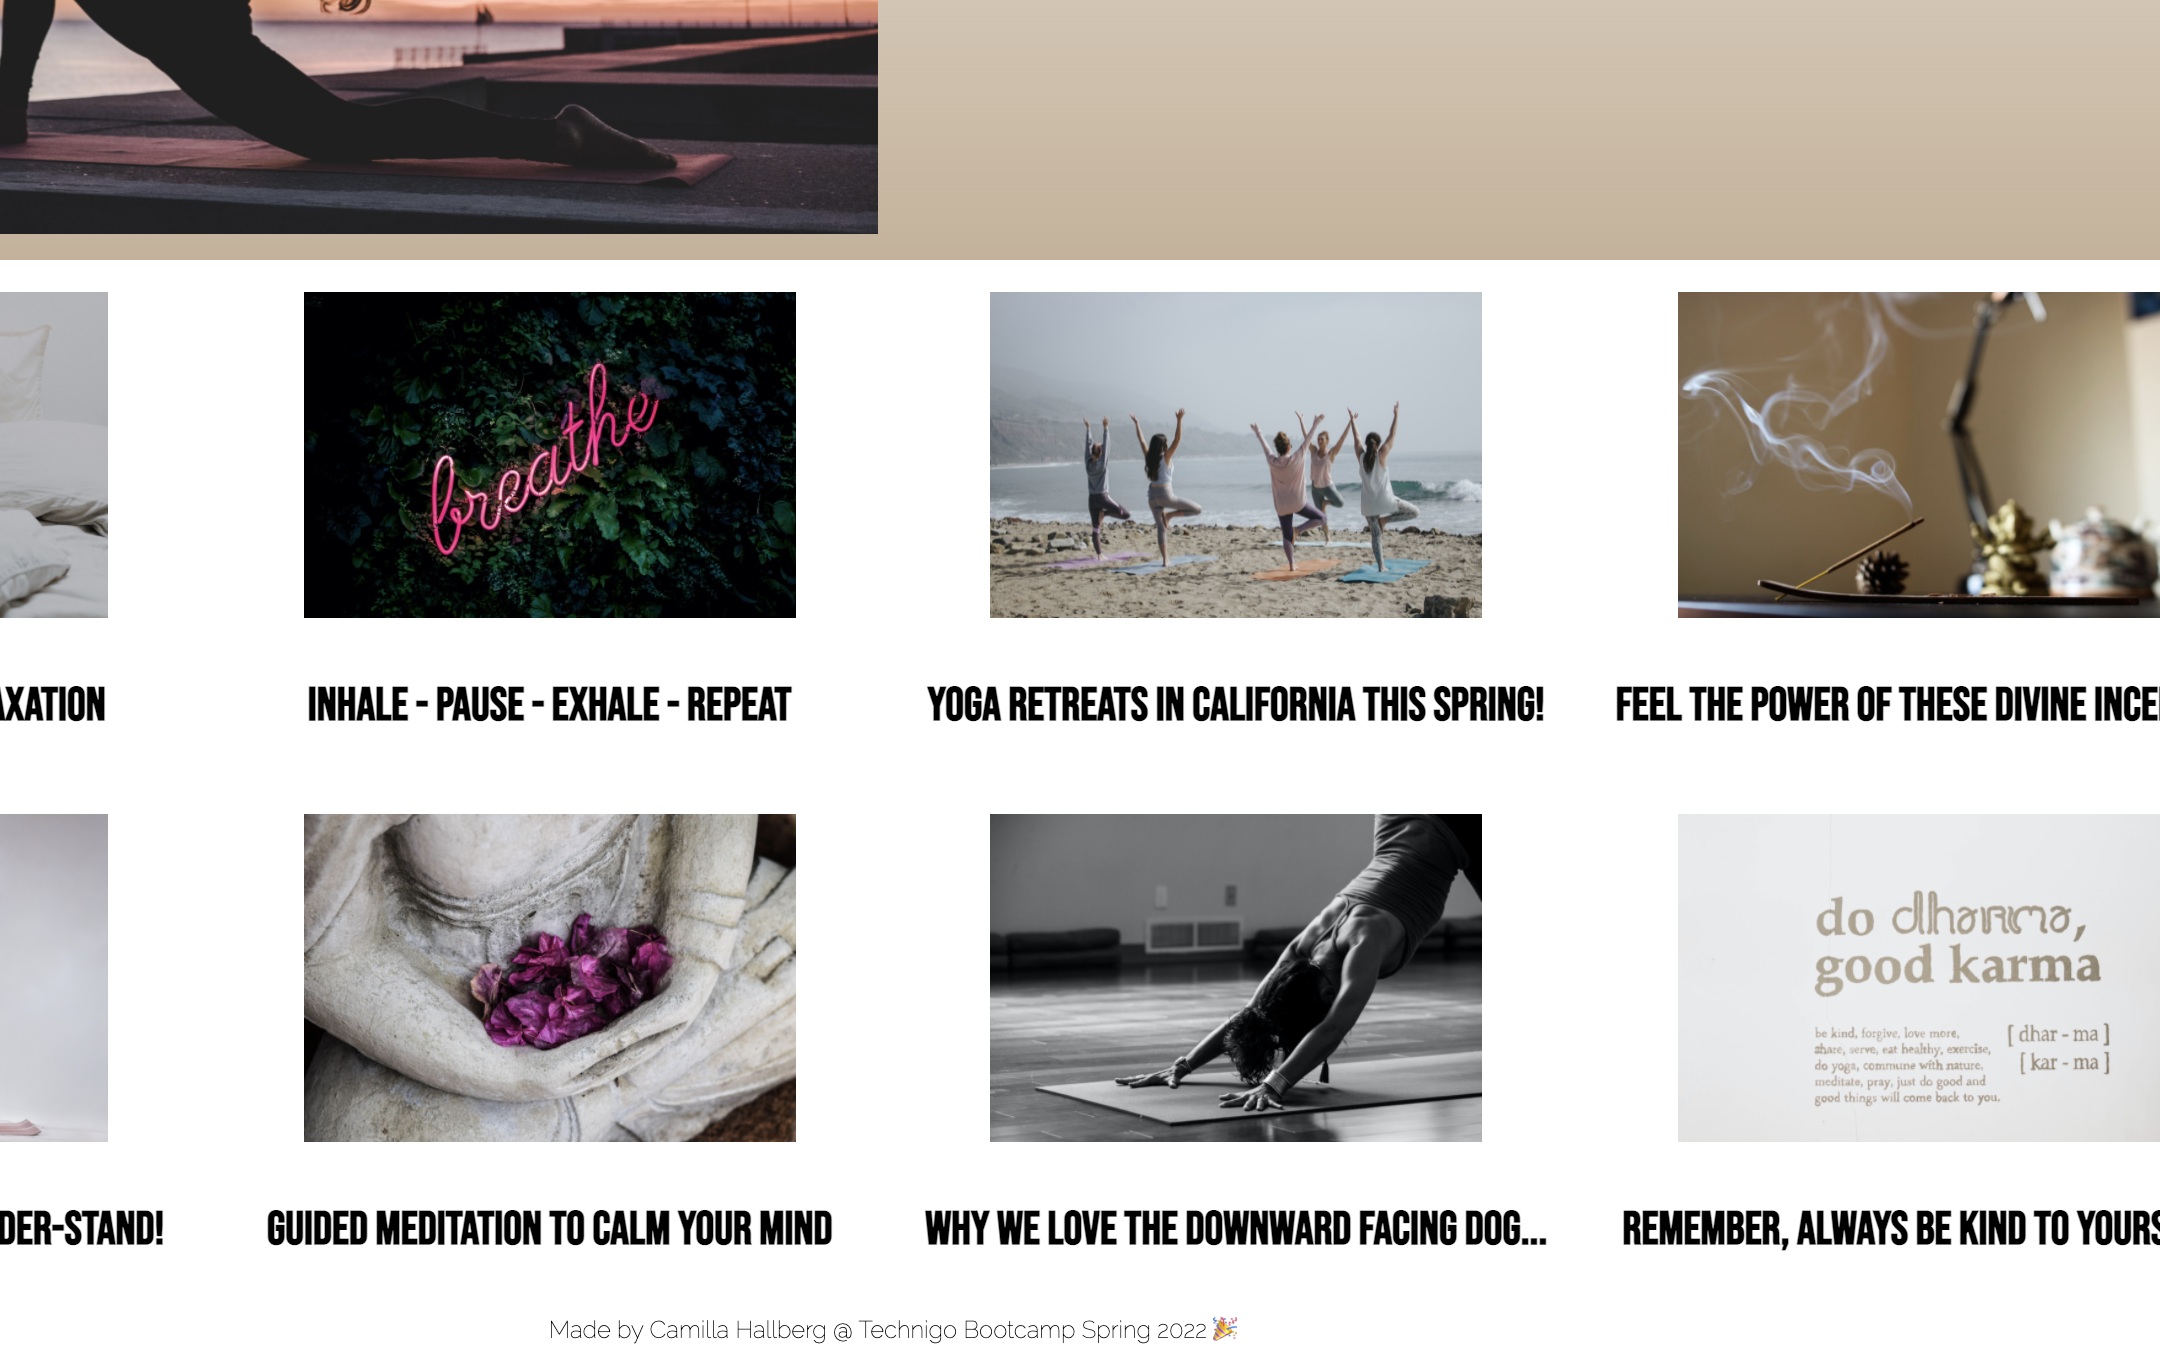 breathe
AXATION
INHALE - PAUSE - EXHALE - REPEAT
YOGA RETREATS IN CALIFORNIA THIS SPRING!
FEEL THE POWER OF THESE DIVINE INCE
do dharma,
good karma
be kind, forgive, love more,
share, serve, eat healthy, exercise,
do yoga, commune with nature,
meditate, pray, just do good and
good things will come back to you.
[ dhar - ma ]
[ kar - ma ]
DER-STAND!
GUIDED MEDITATION TO CALM YOUR MIND
WHY WE LOVE THE DOWNWARD FACING DOG...
REMEMBER, ALWAYS BE KIND TO YOURS
Made by Camilla Hallberg @ Technigo Bootcamp Spring 2022 🎉